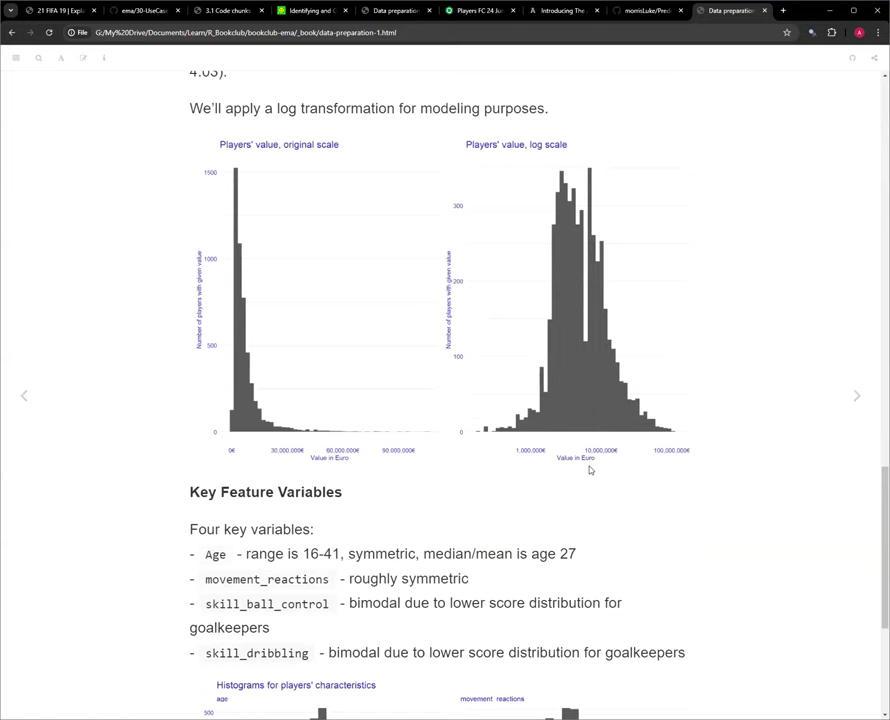 21 FIFA 19 | Expla
ema/30-UseCase
3.1 Code chunks
Identifying and C
Data preparation
Players FC 24 Jun
Introducing The
morrisLuke/Pred
Data preparation
File
G:/My%20Drive/Documents/Learn/R_Bookclub/bookclub-ema/_book/data-preparation-1.html
4.03).
We'll apply a log transformation for modeling purposes.
Players' value, original scale
Players' value, log scale
1500
1000
500
0
Number of players with given value
0€ 30,000,000€ 60,000,000€ 90,000,000€
Value in Euro
300
200
100
0
Number of players with given value
1,000,000€ 10,000,000€ 100,000,000€
Value in Euro
Key Feature Variables
Four key variables:
- Age - range is 16-41, symmetric, median/mean is age 27
- movement_reactions - roughly symmetric
- skill_ball_control - bimodal due to lower score distribution for
goalkeepers
- skill_dribbling - bimodal due to lower score distribution for goalkeepers
Histograms for players' characteristics
age
movement_reactions
500